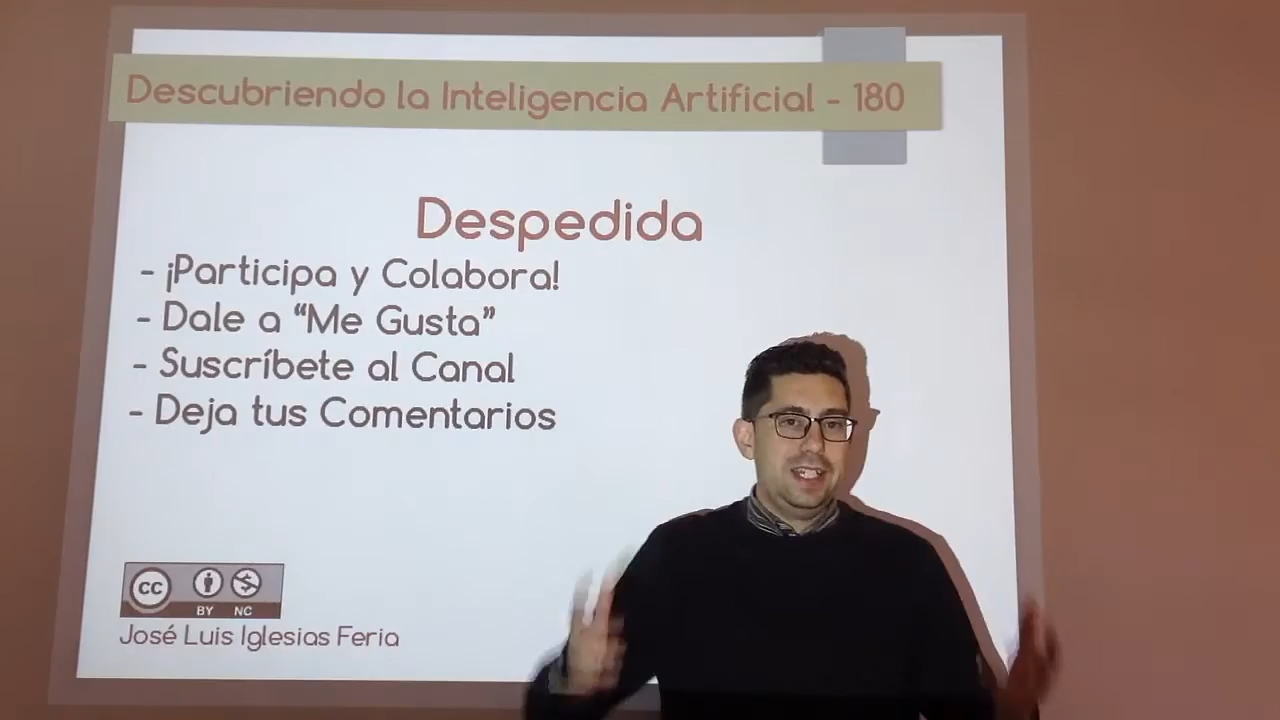 Descubriendo la Inteligencia Artificial - 180
Despedida
- ¡Participa y Colabora!
- Dale a “Me Gusta”
- Suscríbete al Canal
- Deja tus Comentarios
cc
BY NC
José Luis Iglesias Feria